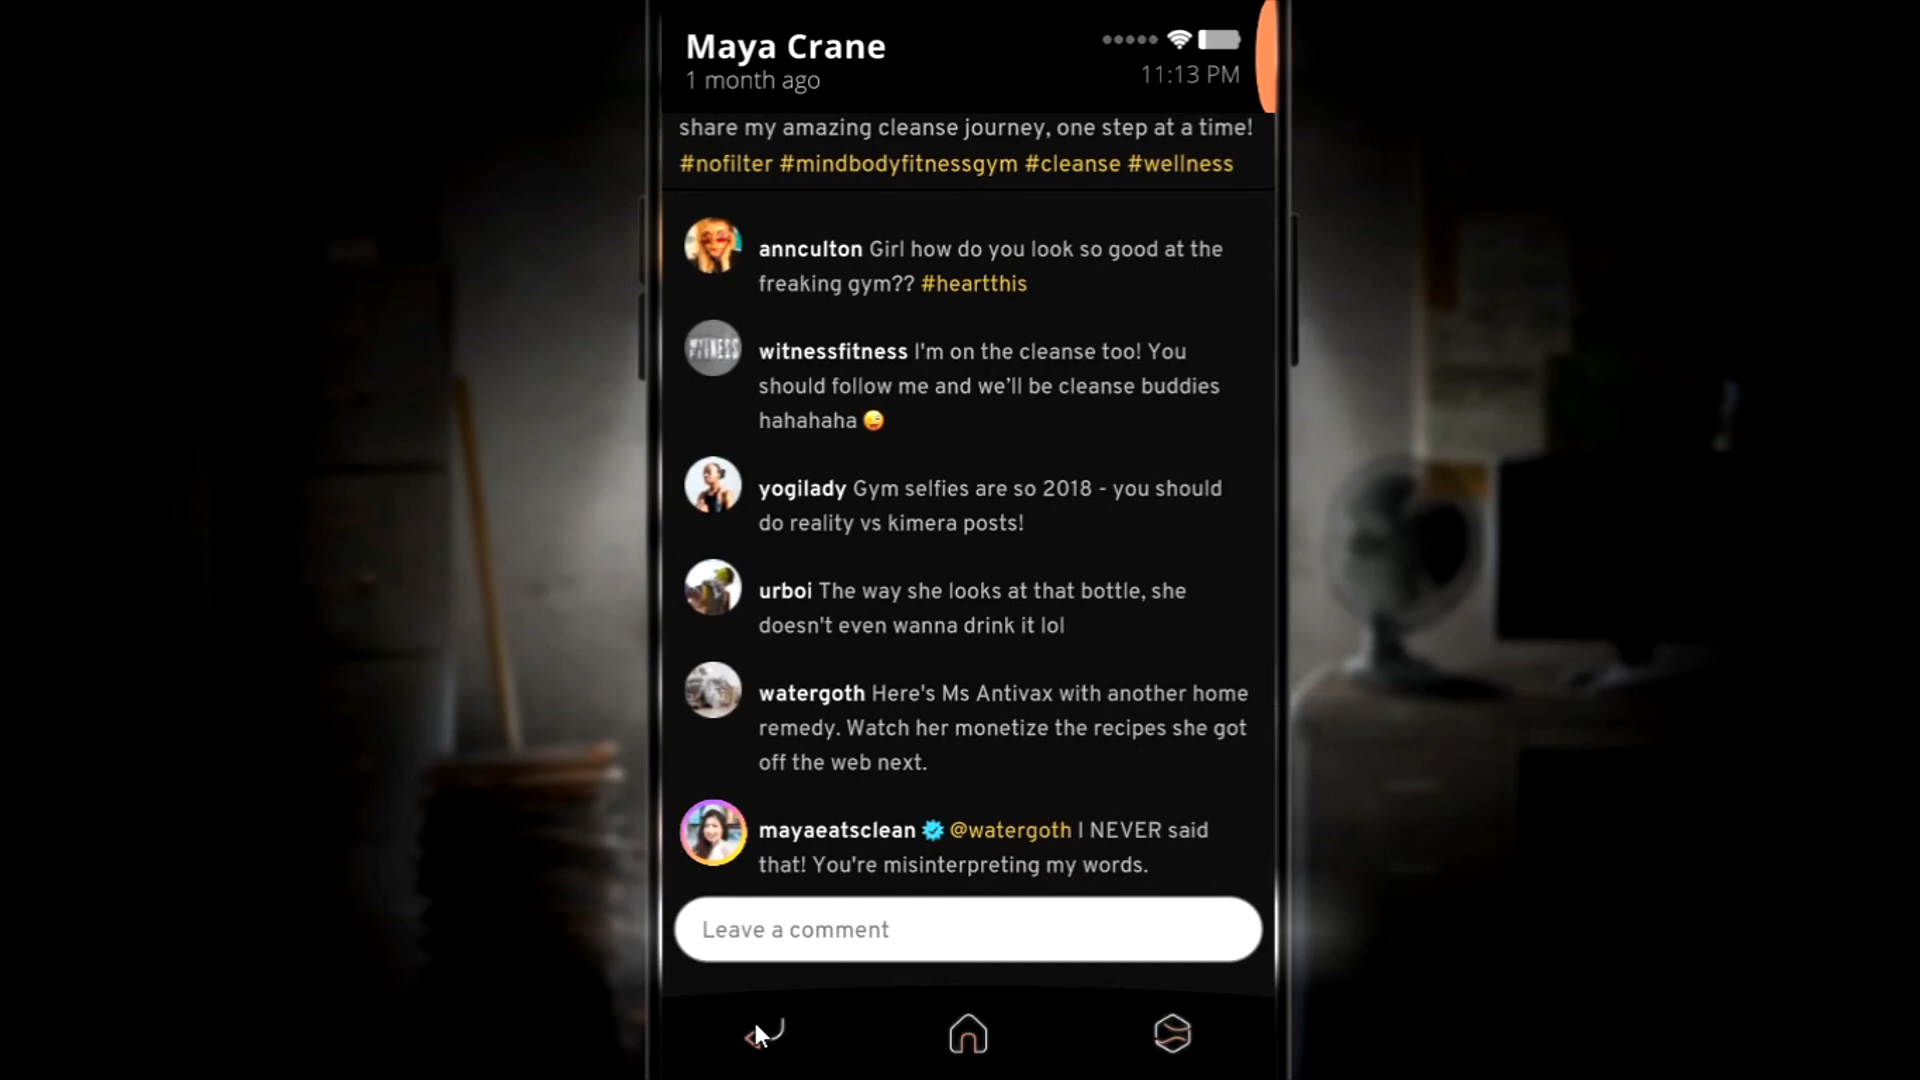 Maya Crane
1 month ago
11:13 PM
share my amazing cleanse journey, one step at a time!
#nofilter #mindbodyfitnessgym #cleanse #wellness
annculton Girl how do you look so good at the
freaking gym?? #heartthis
witnessfitness I'm on the cleanse too! You
should follow me and we’ll be cleanse buddies
hahahaha 😜
yogilady Gym selfies are so 2018 - you should
do reality vs kimera posts!
urboi The way she looks at that bottle, she
doesn't even wanna drink it lol
watergoth Here's Ms Antivax with another home
remedy. Watch her monetize the recipes she got
off the web next.
mayaeatsclean @watergoth I NEVER said
that! You're misinterpreting my words.
Leave a comment